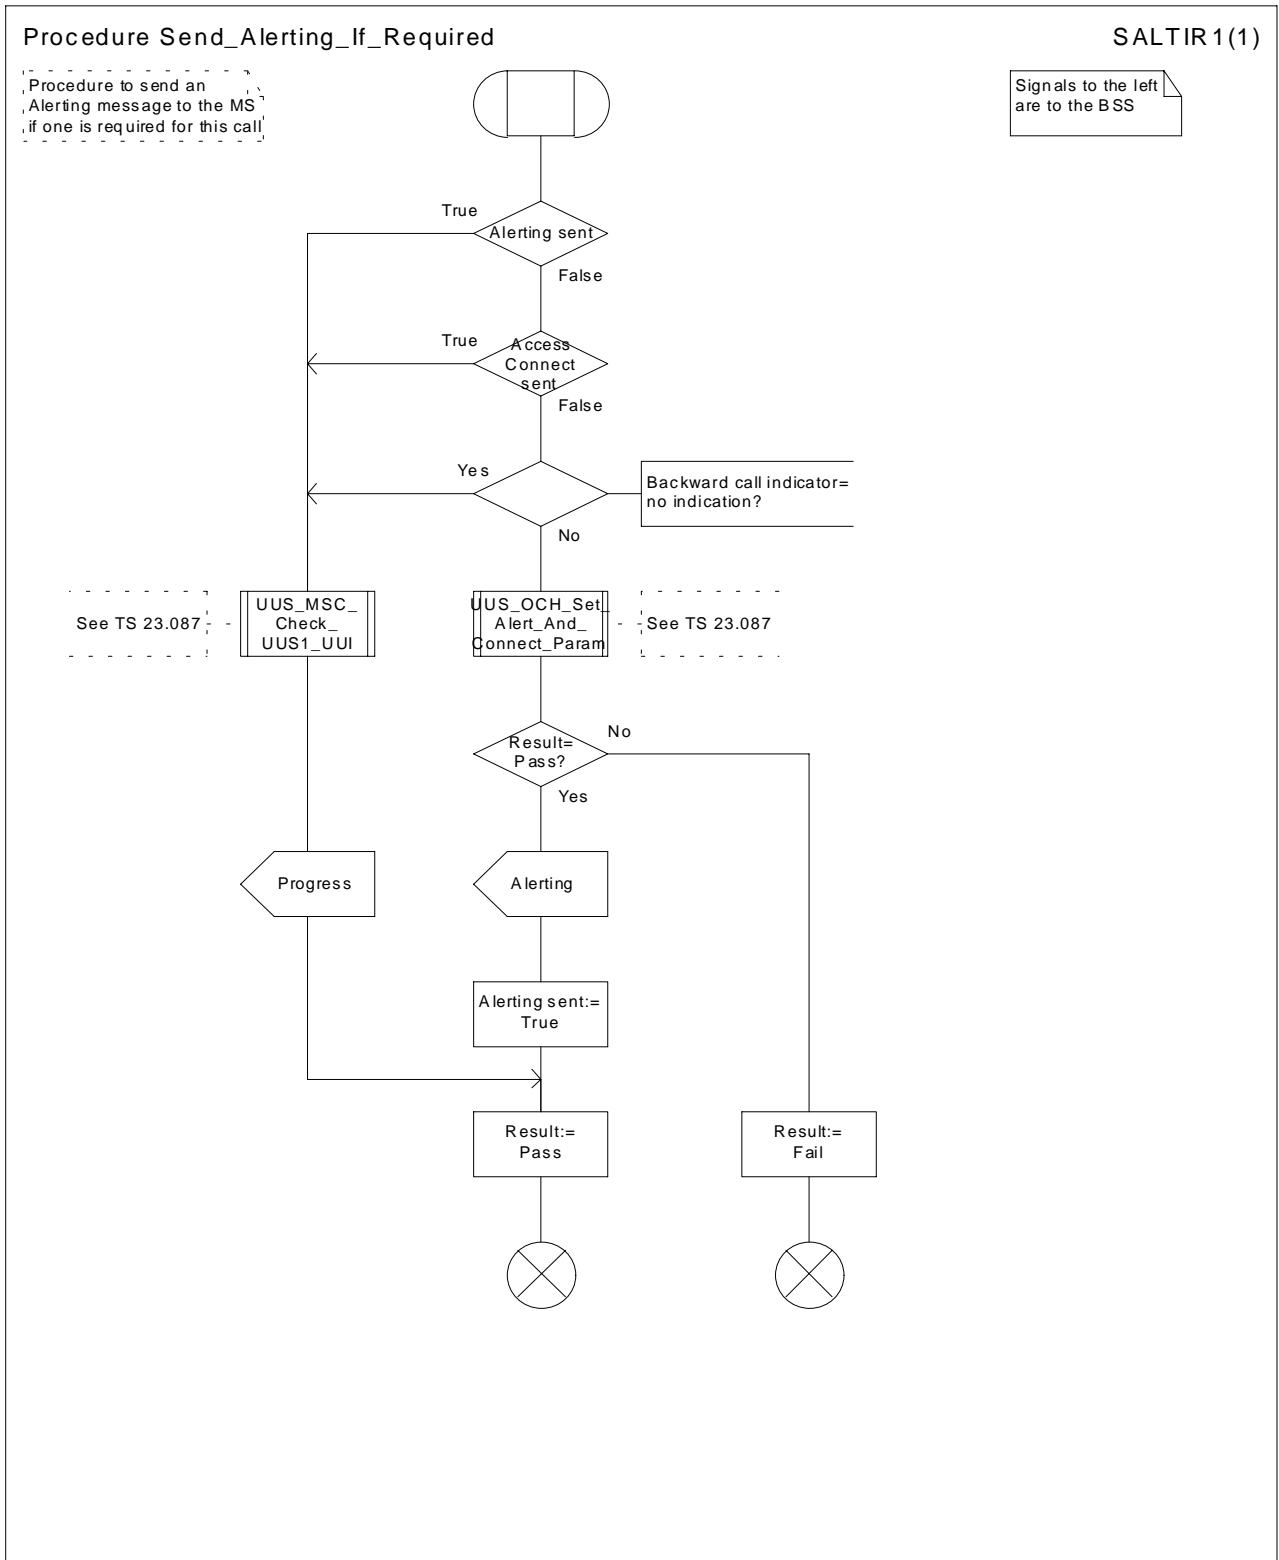 Procedure Send_Alerting_If_Required
SALTIR1(1)
Procedure to send an
Alerting message to the MS
if one is required for this call
Signals to the left
are to the BSS
True
Alerting sent
False
True
Access
Connect
sent
False
Yes
Backward call indicator=
no indication?
No
See TS 23.087
UUS_MSC_
Check_
UUS1_UUI
UUS_OCH_Set_
Alert_And_
Connect_Param
See TS 23.087
Result=
Pass?
No
Yes
Progress
Alerting
Alerting sent:=
True
Result:=
Pass
Result:=
Fail